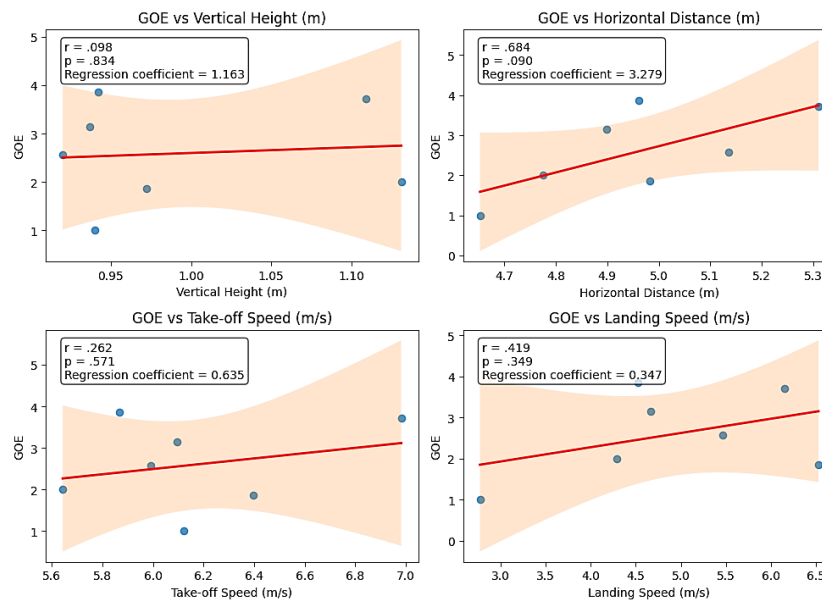 GOE vs Vertical Height (m)
r = .098
p = .834
Regression coefficient = 1.163
GOE
5
4
3
2
1
0.95
1.00
1.05
1.10
Vertical Height (m)
GOE vs Horizontal Distance (m)
r = .684
p = .090
Regression coefficient = 3.279
GOE
5
4
3
2
1
0
4.7
4.8
4.9
5.0
5.1
5.2
5.3
Horizontal Distance (m)
GOE vs Take-off Speed (m/s)
r = .262
p = .571
Regression coefficient = 0.635
GOE
5
4
3
2
1
5.6
5.8
6.0
6.2
6.4
6.6
6.8
7.0
Take-off Speed (m/s)
GOE vs Landing Speed (m/s)
r = .419
p = .349
Regression coefficient = 0.347
GOE
5
4
3
2
1
0
3.0
3.5
4.0
4.5
5.0
5.5
6.0
6.5
Landing Speed (m/s)